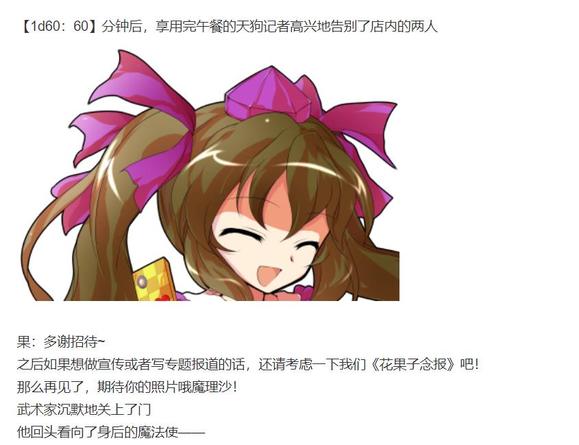 【1d60：60】分钟后，享用完午餐的天狗记者高兴地告别了店内的两人
果：多谢招待~
之后如果想做宣传或者写专题报道的话，还请考虑一下我们《花果子念报》吧！
那么再见了，期待你的照片哦魔理沙！
武术家沉默地关上了门
他回头看向了身后的魔法使——